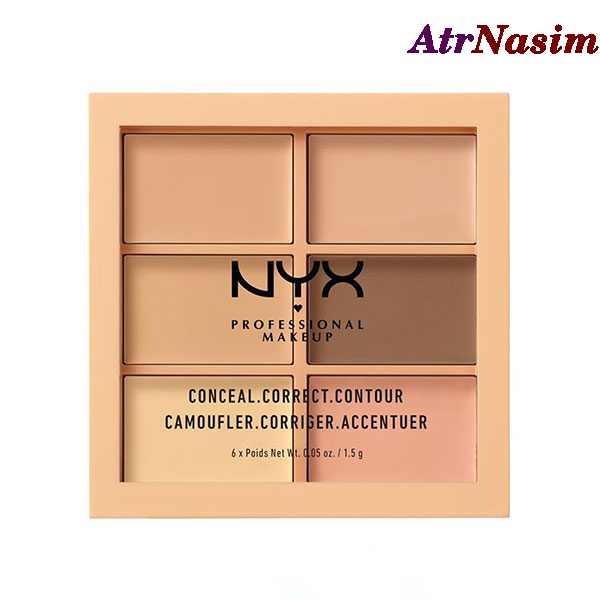 AtrNasim
NYX
PROFESSIONAL
MAKEUP
CONCEAL.CORRECT.CONTOUR
CAMOUFLER.CORRIGER.ACCENTUER
6 x Poids Net Wt. 0.05 oz. / 1.5 g